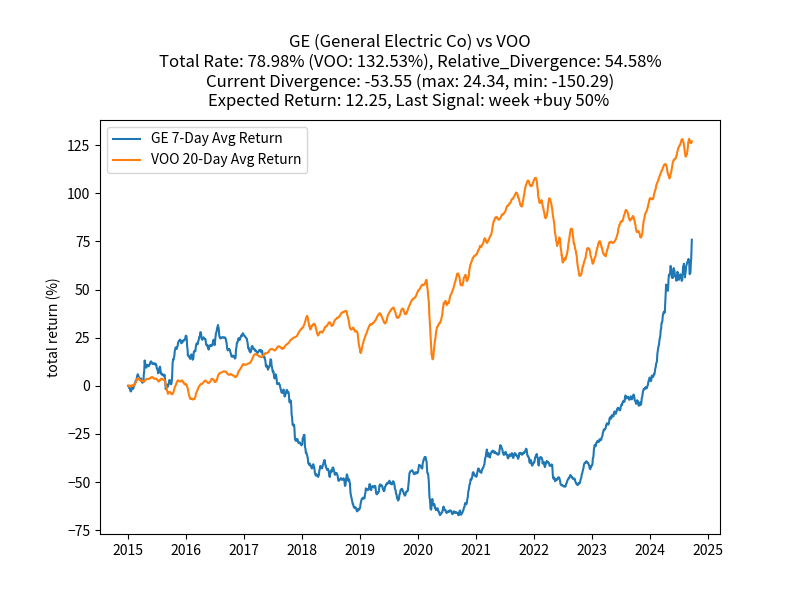 GE (General Electric Co) vs VOO
Total Rate: 78.98% (VOO: 132.53%), Relative_Divergence: 54.58%
Current Divergence: -53.55 (max: 24.34, min: -150.29)
Expected Return: 12.25, Last Signal: week +buy 50%
GE 7-Day Avg Return
VOO 20-Day Avg Return
total return (%)
125
100
75
50
25
0
−25
−50
−75
2015 2016 2017 2018 2019 2020 2021 2022 2023 2024 2025